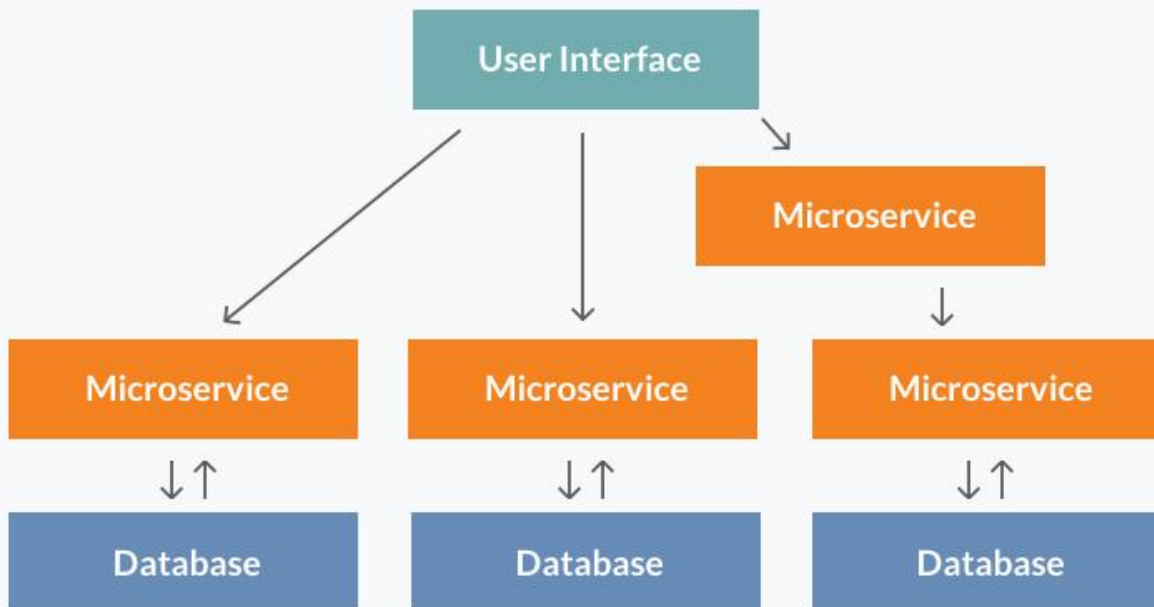 User Interface
Microservice
Microservice
Microservice
Microservice
Database
Database
Database